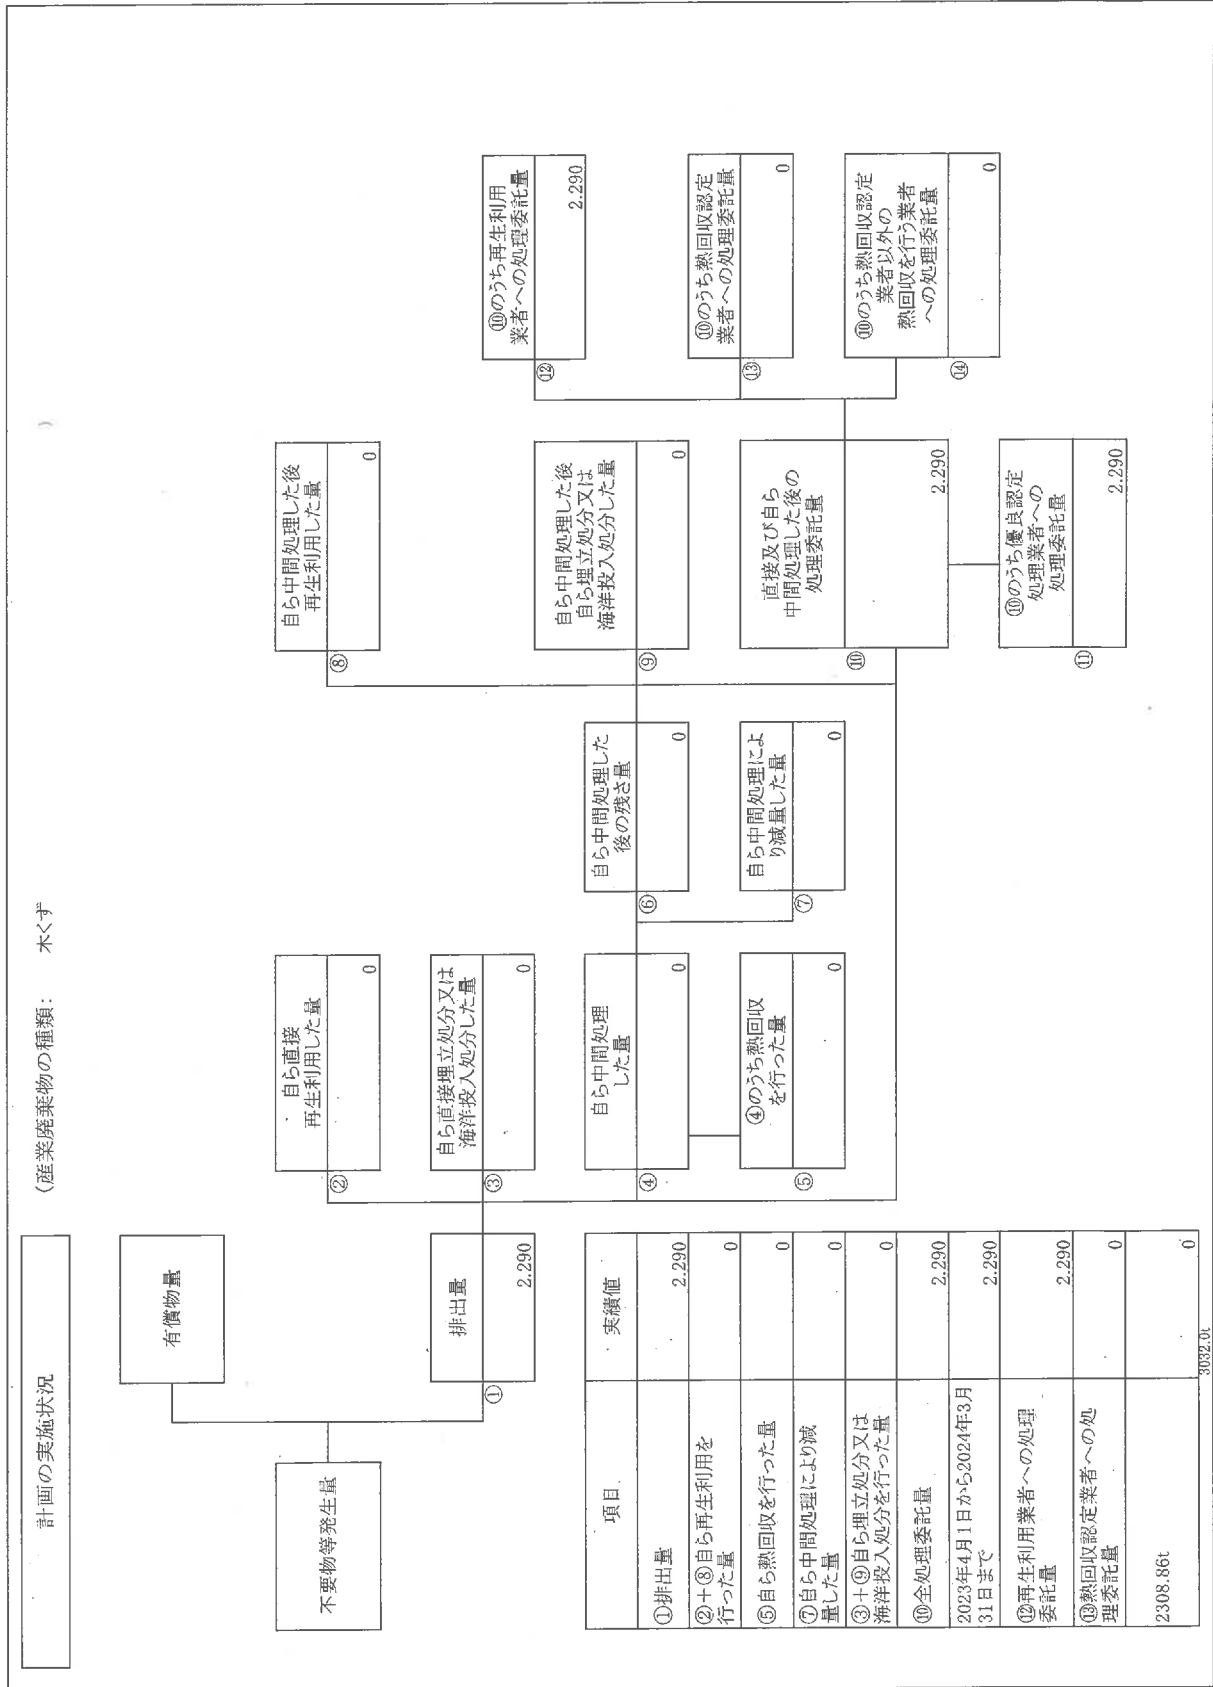 計画の実施状況
(産業廃棄物の種類:　木くず
)
不要物等発生量
有償物量
①
排出量
2.290
②
自ら直接
再生利用した量
0
③
自ら直接埋立処分又は
海洋投入処分した量
0
④
自ら中間処理
した量
0
⑤
④のうち熱回収
を行った量
0
⑥
自ら中間処理した
後の残さ量
0
⑦
自ら中間処理によ
り減量した量
0
⑧
自ら中間処理した後
再生利用した量
0
⑨
自ら中間処理した後
自ら埋立処分又は
海洋投入処分した量
0
⑩
直接及び自ら
中間処理した後の
処理委託量
2.290
⑪
⑩のうち優良認定
処理業者への
処理委託量
2.290
⑫
⑩のうち再生利用
業者への処理委託量
2.290
⑬
⑩のうち熱回収認定
業者への処理委託量
0
⑭
⑩のうち熱回収認定
業者以外の
熱回収を行う業者
への処理委託量
0
項目　実績値
①排出量　2.290
②+⑧自ら再生利用を
行った量　0
⑤自ら熱回収を行った量　0
⑦自ら中間処理により減
量した量　0
③+⑨自ら埋立処分又は
海洋投入処分を行った量　0
⑩全処理委託量　2.290
2023年4月1日から2024年3月
31日まで　2.290
⑫再生利用業者への処理
委託量　2.290
⑬熱回収認定業者への処
理委託量　0
2308.86t　0
3032.0t